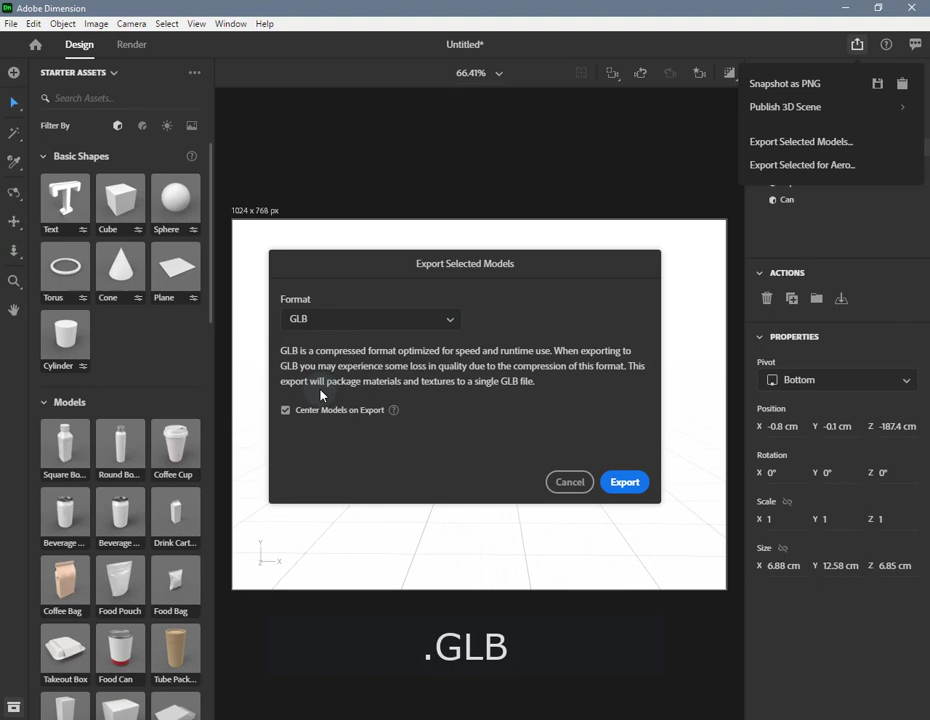 Dn Adobe Dimension
File Edit Object Image Camera Select View Window Help
Design Render Untitled*
STARTER ASSETS
66.41%
Search Assets...
Filter By
Basic Shapes
Text Cube Sphere
Torus Cone Plane
Cylinder
Models
Square Bo... Round Bo... Coffee Cup
Beverage ... Beverage ... Drink Cart...
Coffee Bag Food Pouch Food Bag
Takeout Box Food Can Tube Pack...
1024 x 768 px
Export Selected Models
Format
GLB
GLB is a compressed format optimized for speed and runtime use. When exporting to
GLB you may experience some loss in quality due to the compression of this format. This
export will package materials and textures to a single GLB file.
Center Models on Export
Cancel Export
Y
Z X
.GLB
Snapshot as PNG
Publish 3D Scene
Export Selected Models...
Export Selected for Aero...
Can
ACTIONS
PROPERTIES
Pivot
Bottom
Position
X -0.8 cm Y -0.1 cm Z -187.4 cm
Rotation
X 0° Y 0° Z 0°
Scale
X 1 Y 1 Z 1
Size
X 6.88 cm Y 12.58 cm Z 6.85 cm